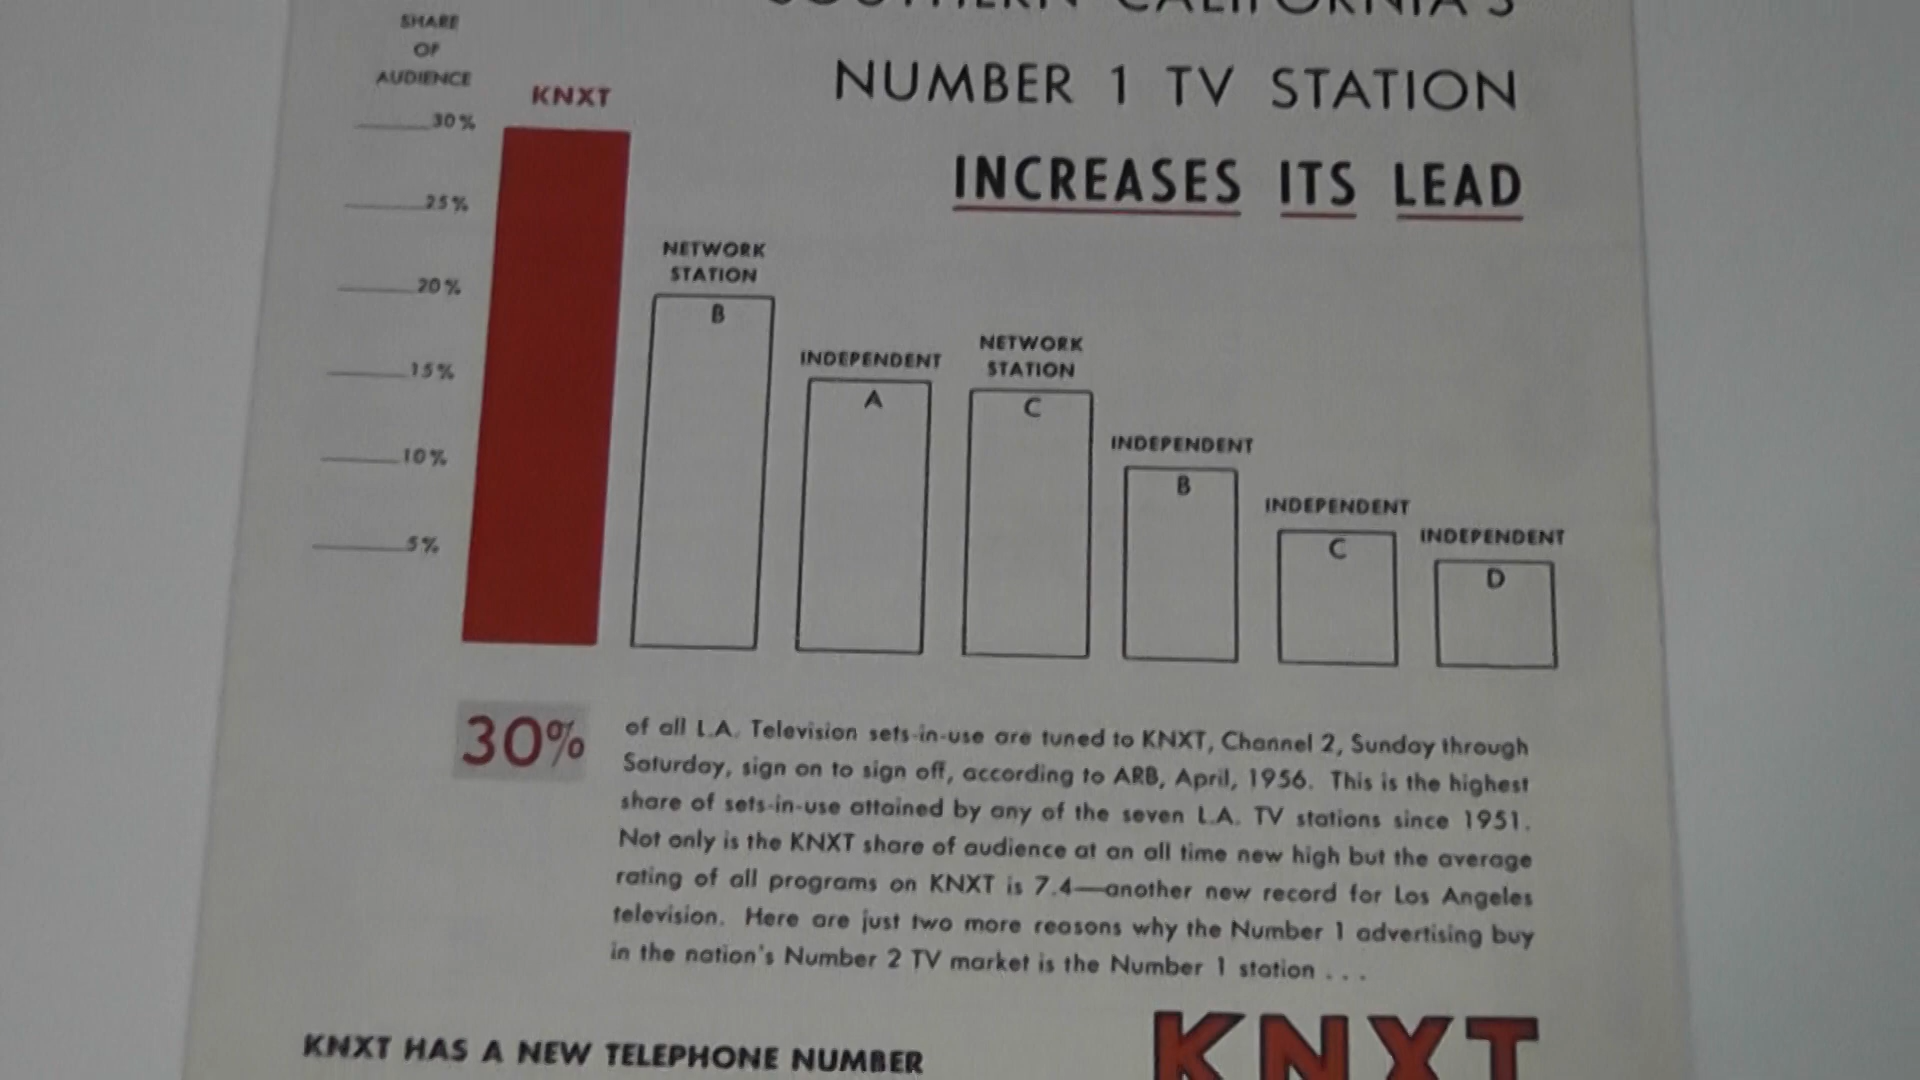 SHARE
OF
AUDIENCE
SOUTHERN CALIFORNIA'S
NUMBER 1 TV STATION
INCREASES ITS LEAD
KNXT
30%
25%
20%
15%
10%
5%
NETWORK
STATION
B
INDEPENDENT
A
NETWORK
STATION
C
INDEPENDENT
B
INDEPENDENT
C
INDEPENDENT
D
30%
of all L.A. Television sets-in-use are tuned to KNXT, Channel 2, Sunday through
Saturday, sign on to sign off, according to ARB, April, 1956. This is the highest
share of sets-in-use attained by any of the seven L.A. TV stations since 1951.
Not only is the KNXT share of audience at an all time new high but the average
rating of all programs on KNXT is 7.4—another new record for Los Angeles
television. Here are just two more reasons why the Number 1 advertising buy
in the nation's Number 2 TV market is the Number 1 station . . .
KNXT HAS A NEW TELEPHONE NUMBER
KNXT